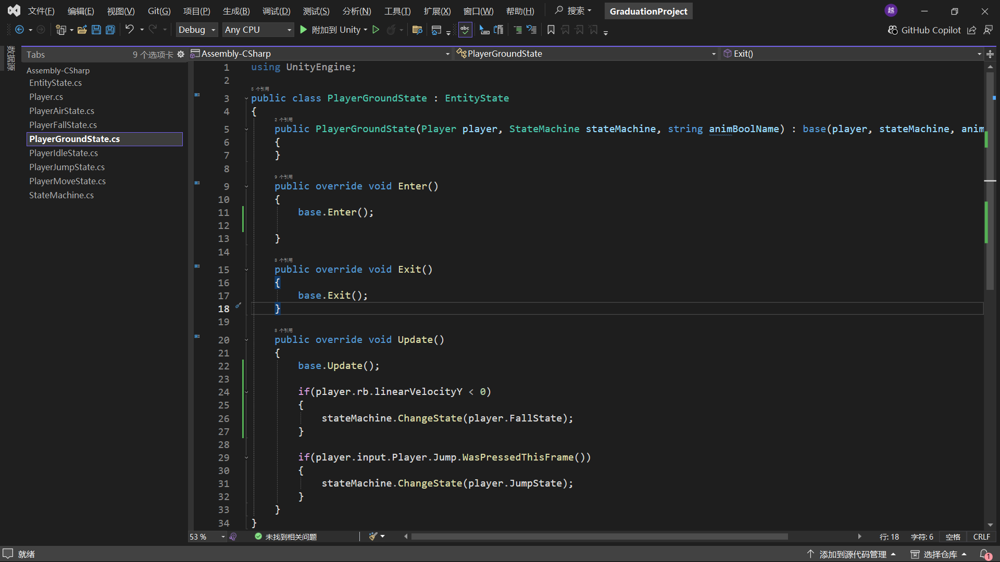 文件(F) 编辑(E) 视图(V) Git(G) 项目(P) 生成(B) 调试(D) 测试(S) 分析(N) 工具(T) 扩展(X) 窗口(W) 帮助(H) 搜索 GraduationProject 越
Debug Any CPU 附加到 Unity abc GitHub Copilot
数据源
Tabs 9 个选项卡
Assembly-CSharp
EntityState.cs
Player.cs
PlayerAirState.cs
PlayerFallState.cs
PlayerGroundState.cs
PlayerIdleState.cs
PlayerJumpState.cs
PlayerMoveState.cs
StateMachine.cs
Assembly-CSharp PlayerGroundState Exit()
1 using UnityEngine;
2
5 个引用
3 public class PlayerGroundState : EntityState
4 {
2 个引用
5 public PlayerGroundState(Player player, StateMachine stateMachine, string animBoolName) : base(player, stateMachine, anim
6 {
7 }
8
9 个引用
9 public override void Enter()
10 {
11 base.Enter();
12
13 }
14
8 个引用
15 public override void Exit()
16 {
17 base.Exit();
18 }
19
8 个引用
20 public override void Update()
21 {
22 base.Update();
23
24 if(player.rb.linearVelocityY < 0)
25 {
26 stateMachine.ChangeState(player.FallState);
27 }
28
29 if(player.input.Player.Jump.WasPressedThisFrame())
30 {
31 stateMachine.ChangeState(player.JumpState);
32 }
33 }
34 }
53 % 未找到相关问题 行: 18 字符: 6 空格 CRLF
就绪 添加到源代码管理 选择仓库 1